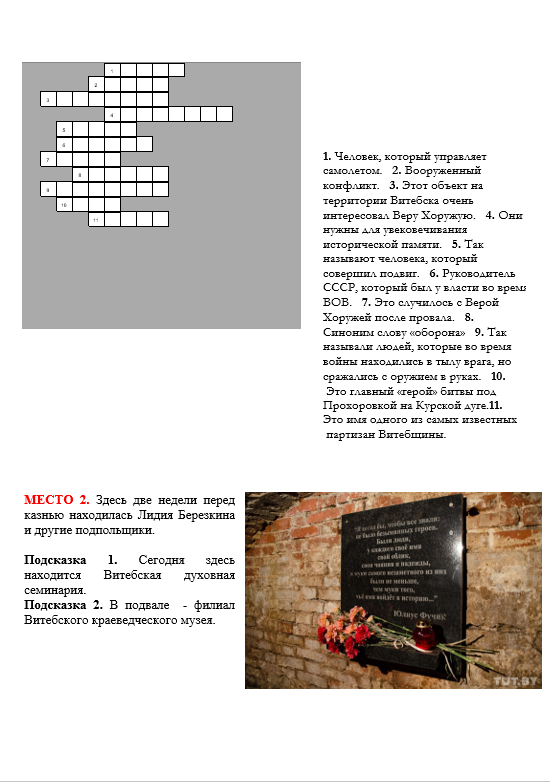 1
2
3
4
5
6
7
8
9
10
11
1. Человек, который управляет
самолетом. 2. Вооруженный
конфликт. 3. Этот объект на
территории Витебска очень
интересовал Веру Хоружую. 4. Они
нужны для увековечивания
исторической памяти. 5. Так
называют человека, который
совершил подвиг. 6. Руководитель
СССР, который был у власти во время
ВОВ. 7. Это случилось с Верой
Хоружей после провала. 8.
Синоним слову «оборона» 9. Так
называли людей, которые во время
войны находились в тылу врага, но
сражались с оружием в руках. 10.
Это главный «герой» битвы под
Прохоровкой на Курской дуге.11.
Это имя одного из самых известных
партизан Витебщины.
МЕСТО 2. Здесь две недели перед
казнью находилась Лидия Березкина
и другие подпольщики.
Подсказка 1. Сегодня здесь
находится Витебская духовная
семинария.
Подсказка 2. В подвале - филиал
Витебского краеведческого музея.
"Я хотел бы, чтобы все знали:
не было безымянных героев.
Были люди,
у каждого своё имя
свой облик,
свои чаяния и надежды,
и муки самого незаметного из них
были не меньше,
чем муки того,
чьё имя войдёт в историю..."
Юлиус Фучик
TUT.BY